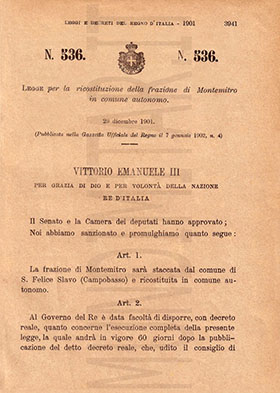 LEGGI E DECRETI DEL REGNO D'ITALIA - 1901 3941
N. 536. N. 536.
LEGGE per la ricostituzione della frazione di Montemitro
in comune autonomo.
29 dicembre 1901.
(Pubblicata nella Gazzetta Ufficiale del Regno il 7 gennaio 1902, n. 4)
VITTORIO EMANUELE III
PER GRAZIA DI DIO E PER VOLONTÀ DELLA NAZIONE
RE D'ITALIA
Il Senato e la Camera dei deputati hanno approvato;
Noi abbiamo sanzionato e promulghiamo quanto segue:
Art. 1.
La frazione di Montemitro sarà staccata dal comune di
S. Felice Slavo (Campobasso) e ricostituita in comune au-
tonomo.
Art. 2.
Al Governo del Re è data facoltà di disporre, con decreto
reale, quanto concerne l'esecuzione completa della presente
legge, la quale andrà in vigore 60 giorni dopo la pubbli-
cazione del detto decreto reale, che, udito il consiglio di